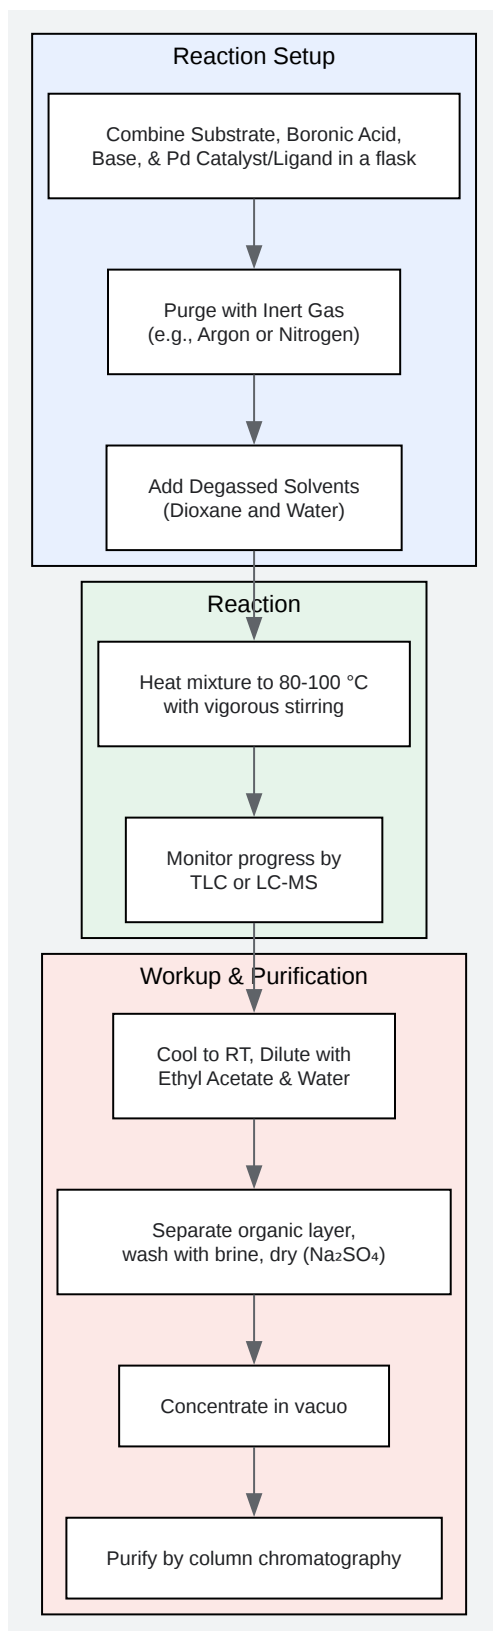 Reaction Setup
Combine Substrate, Boronic Acid,
Base, & Pd Catalyst/Ligand in a flask
Purge with Inert Gas
(e.g., Argon or Nitrogen)
Add Degassed Solvents
(Dioxane and Water)
Reaction
Heat mixture to 80-100 °C
with vigorous stirring
Monitor progress by
TLC or LC-MS
Workup & Purification
Cool to RT, Dilute with
Ethyl Acetate & Water
Separate organic layer,
wash with brine, dry (Na₂SO₄)
Concentrate in vacuo
Purify by column chromatography